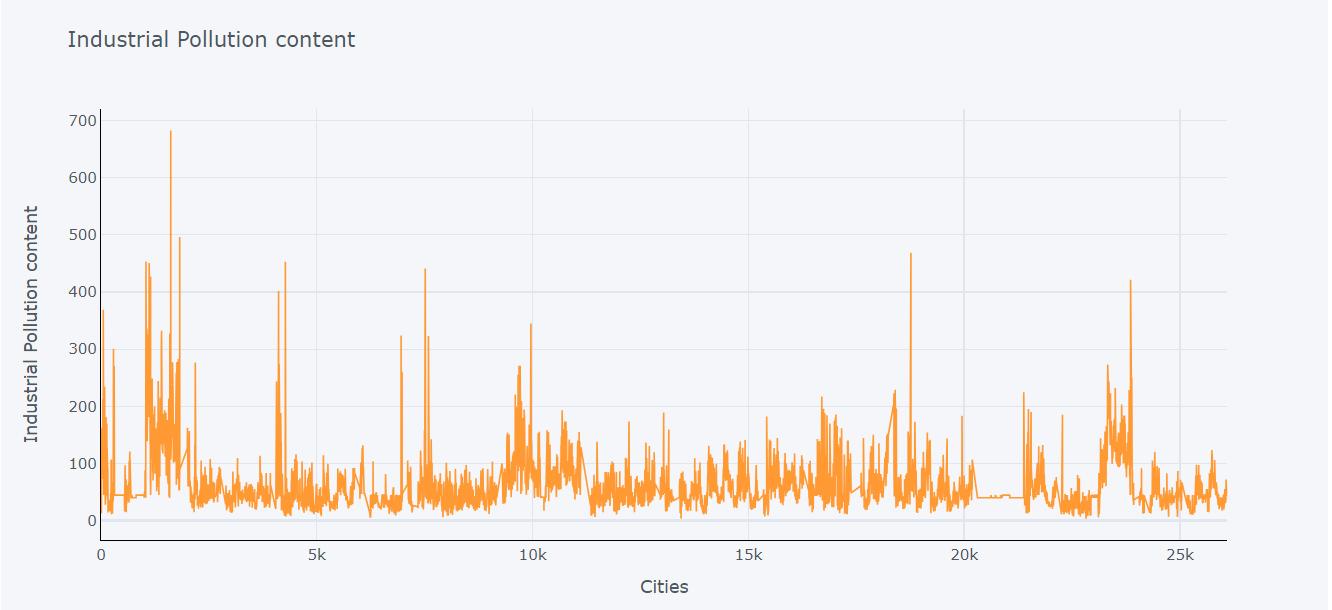 Industrial Pollution content
Industrial Pollution content
700
600
500
400
300
200
100
0
0
5k
10k
15k
20k
25k
Cities